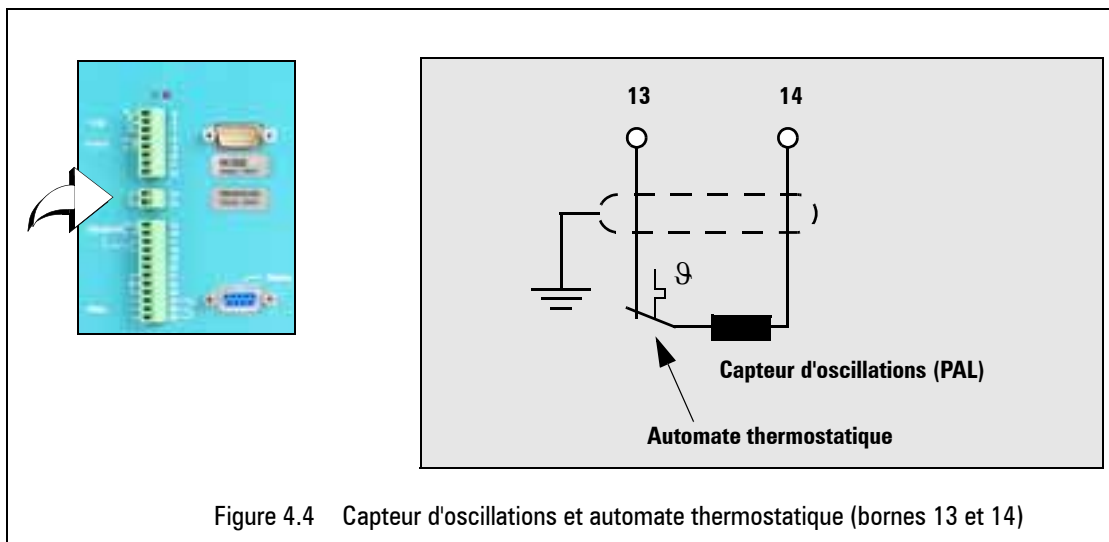 13 14
ϑ
Capteur d'oscillations (PAL)
Automate thermostatique
Figure 4.4 Capteur d'oscillations et automate thermostatique (bornes 13 et 14)